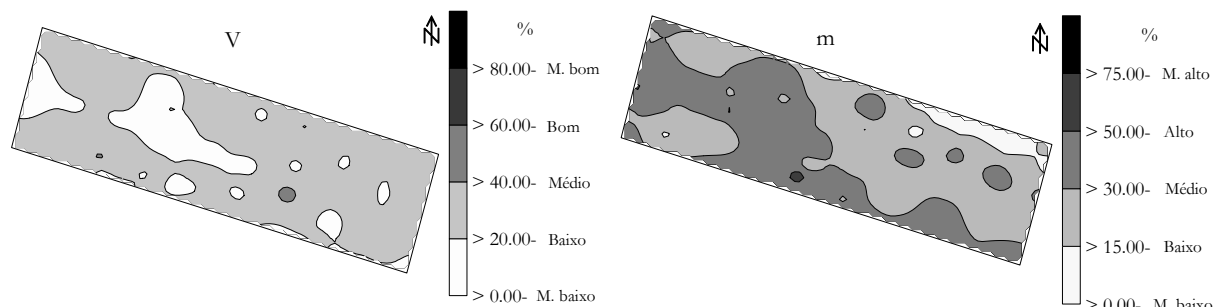 V
N
%
> 80.00- M. bom
> 60.00- Bom
> 40.00- Médio
> 20.00- Baixo
> 0.00- M. baixo
m
N
%
> 75.00- M. alto
> 50.00- Alto
> 30.00- Médio
> 15.00- Baixo
> 0.00- M. baixo